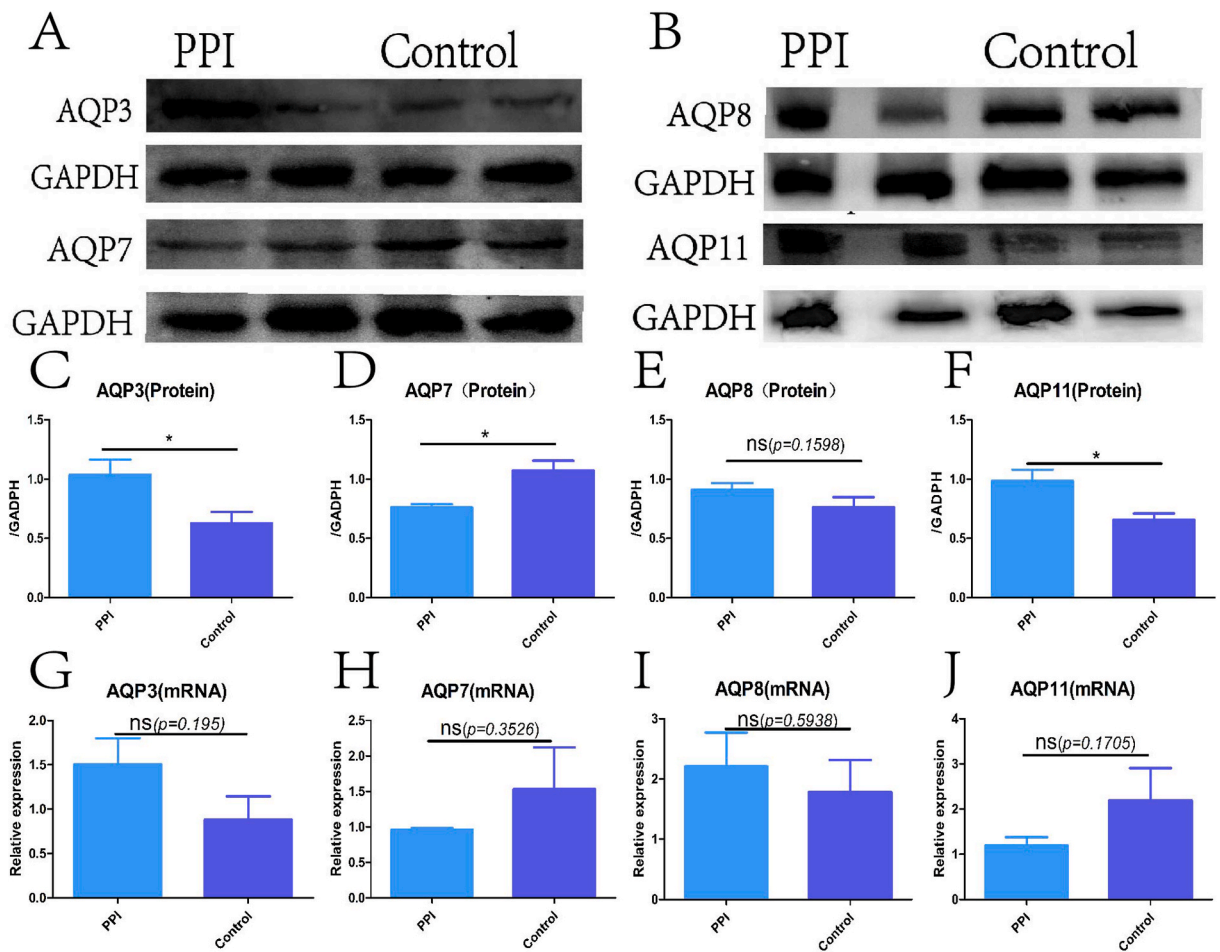 A
PPI Control
AQP3
GAPDH
AQP7
GAPDH
B
PPI Control
AQP8
GAPDH
AQP11
GAPDH
C
AQP3(Protein)
/GADPH
1.5
1.0
0.5
0.0
*
PPI Control
D
AQP7（Protein）
/GADPH
1.5
1.0
0.5
0.0
*
PPI Control
E
AQP8（Protein）
/GADPH
1.5
1.0
0.5
0.0
ns(p=0.1598)
PPI Control
F
AQP11(Protein)
/GADPH
1.5
1.0
0.5
0.0
*
PPI Control
G
AQP3(mRNA)
Relative expression
2.0
1.5
1.0
0.5
0.0
ns(p=0.195)
PPI Control
H
AQP7(mRNA)
Relative expression
2.5
2.0
1.5
1.0
0.5
0.0
ns(p=0.3526)
PPI Control
I
AQP8(mRNA)
Relative expression
3
2
1
0
ns(p=0.5938)
PPI Control
J
AQP11(mRNA)
Relative expression
4
3
2
1
0
ns(p=0.1705)
PPI Control